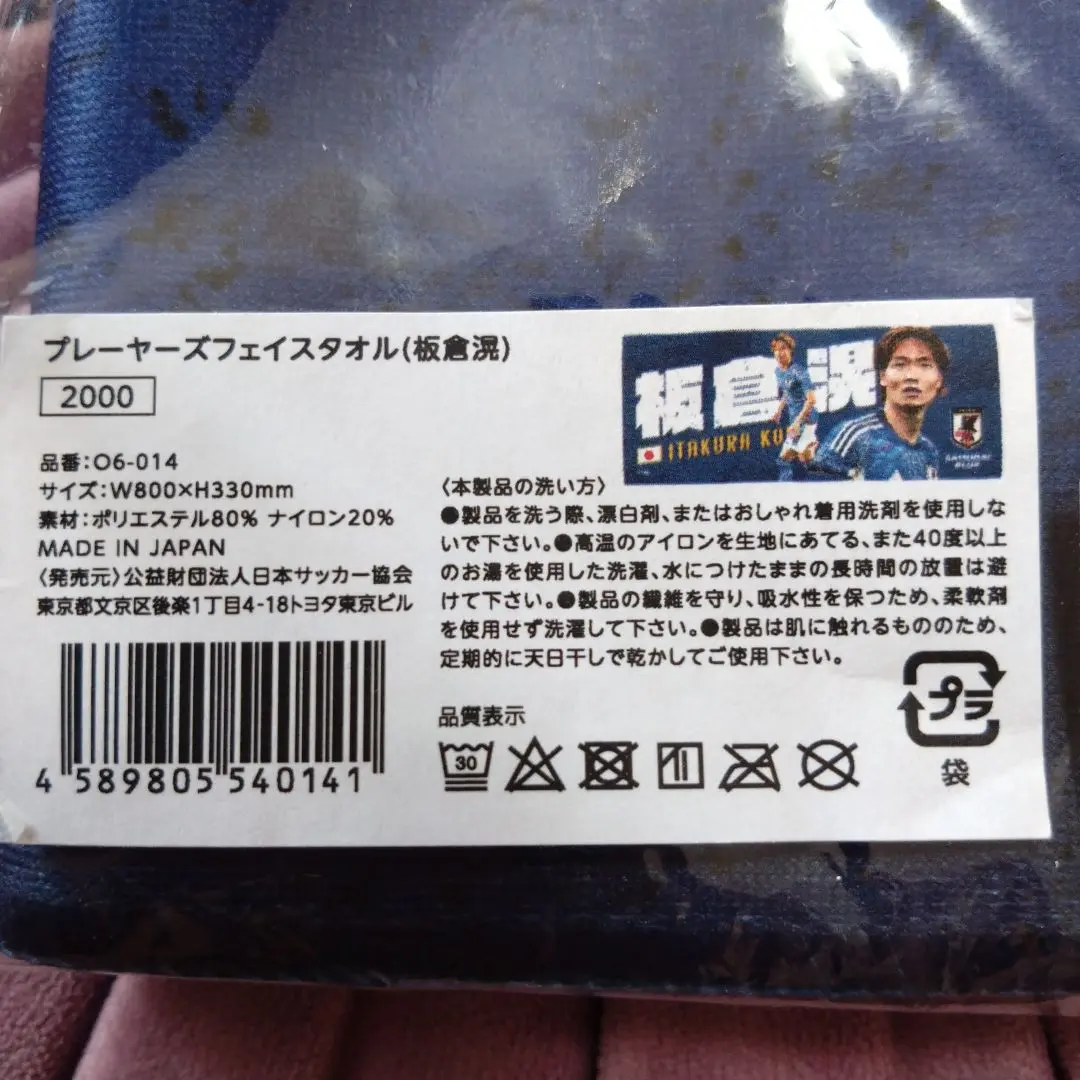 プレーヤーズフェイスタオル(板倉滉)
2000
品番:O6-014
サイズ:W800×H330mm
素材:ポリエステル80% ナイロン20%
MADE IN JAPAN
〈発売元〉公益財団法人日本サッカー協会
東京都文京区後楽1丁目4-18トヨタ東京ビル
4 589805 540141
板倉滉
ITAKURA KO
〈本製品の洗い方〉
●製品を洗う際、漂白剤、またはおしゃれ着用洗剤を使用しな
いで下さい。●高温のアイロンを生地にあてる、また40度以上
のお湯を使用した洗濯、水につけたままの長時間の放置は避
けて下さい。●製品の繊維を守り、吸水性を保つため、柔軟剤
を使用せず洗濯して下さい。●製品は肌に触れるもののため、
定期的に天日干しで乾かしてご使用下さい。
品質表示
30
プラ
袋